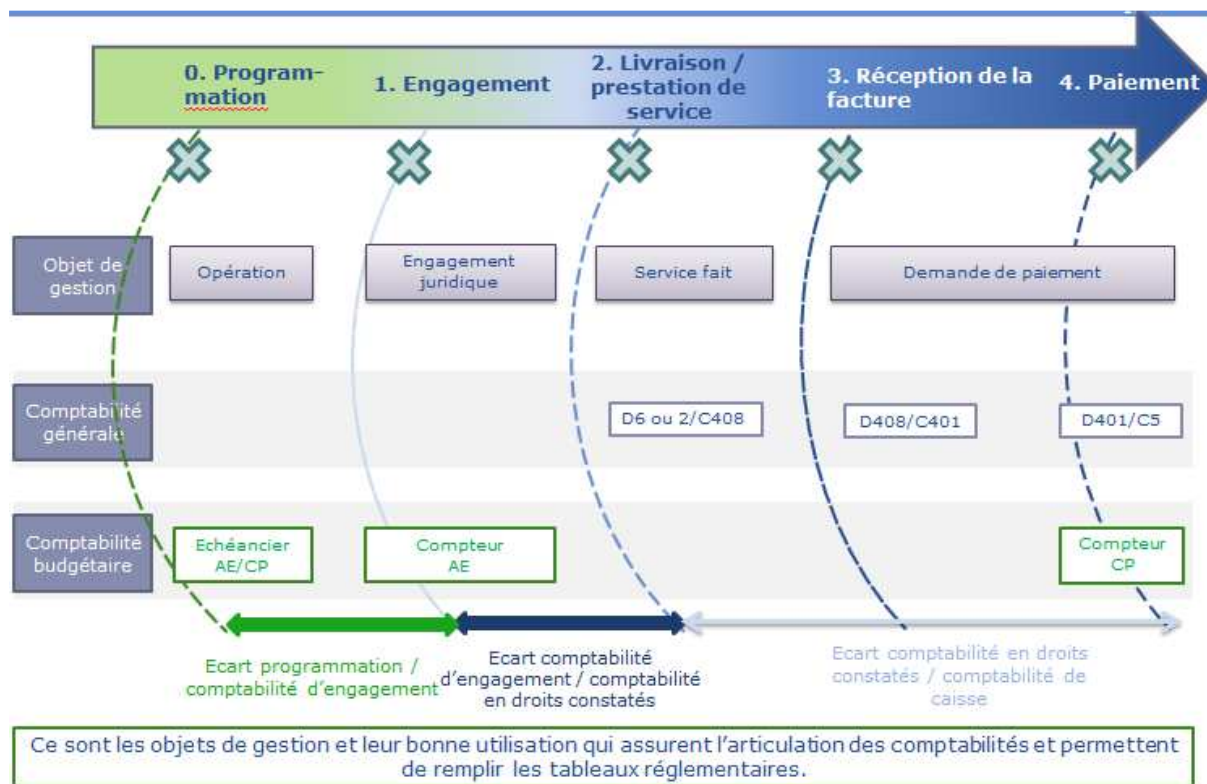 0. Program-
mation
1. Engagement
2. Livraison /
prestation de
service
3. Réception de la
facture
4. Paiement
Objet de
gestion
Opération
Engagement
juridique
Service fait
Demande de paiement
Comptabilité
générale
D6 ou 2/C408
D408/C401
D401/C5
Comptabilité
budgétaire
Echéancier
AE/CP
Compteur
AE
Compteur
CP
Ecart programmation /
comptabilité d'engagement
Ecart comptabilité
d'engagement / comptabilité
en droits constatés
Ecart comptabilité en droits
constatés / comptabilité de
caisse
Ce sont les objets de gestion et leur bonne utilisation qui assurent l'articulation des comptabilités et permettent
de remplir les tableaux réglementaires.